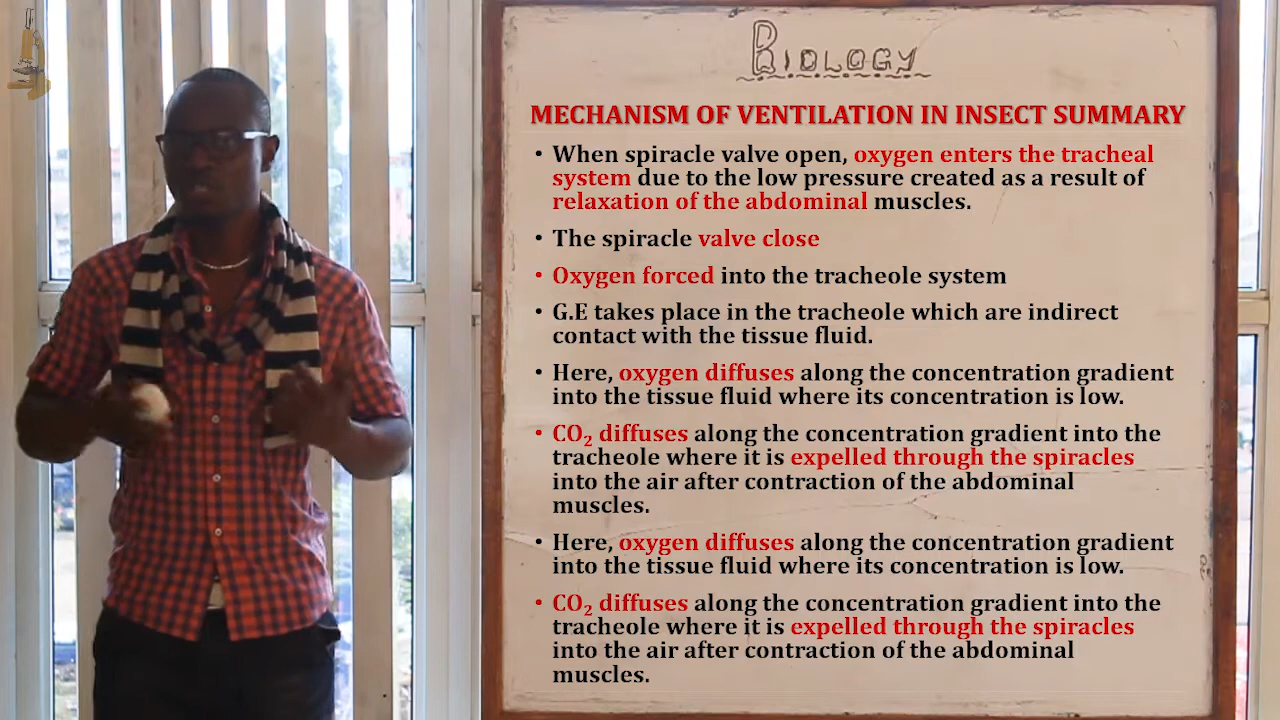 BIOLOGY
MECHANISM OF VENTILATION IN INSECT SUMMARY
• When spiracle valve open, oxygen enters the tracheal
system due to the low pressure created as a result of
relaxation of the abdominal muscles.
• The spiracle valve close
• Oxygen forced into the tracheole system
• G.E takes place in the tracheole which are indirect
contact with the tissue fluid.
• Here, oxygen diffuses along the concentration gradient
into the tissue fluid where its concentration is low.
• CO₂ diffuses along the concentration gradient into the
tracheole where it is expelled through the spiracles
into the air after contraction of the abdominal
muscles.
• Here, oxygen diffuses along the concentration gradient
into the tissue fluid where its concentration is low.
• CO₂ diffuses along the concentration gradient into the
tracheole where it is expelled through the spiracles
into the air after contraction of the abdominal
muscles.